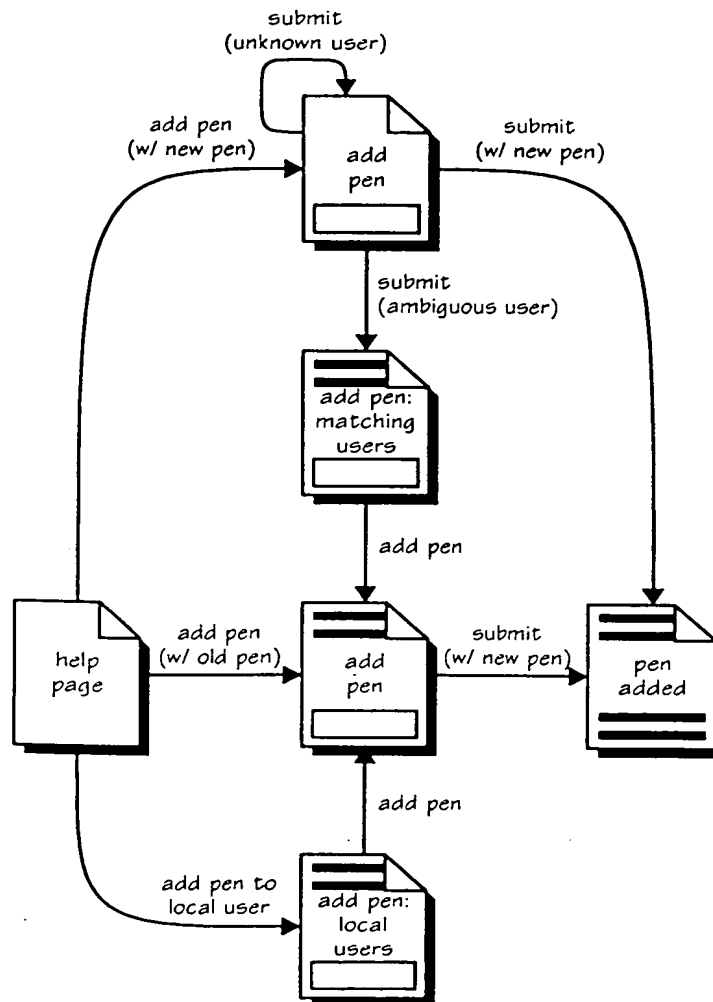 submit
(unknown user)
add pen
(w/ new pen)
submit
(w/ new pen)
add
pen
submit
(ambiguous user)
add pen:
matching
users
add pen
help
page
add pen
(w/ old pen)
add
pen
submit
(w/ new pen)
pen
added
add pen
add pen to
local user
add pen:
local
users